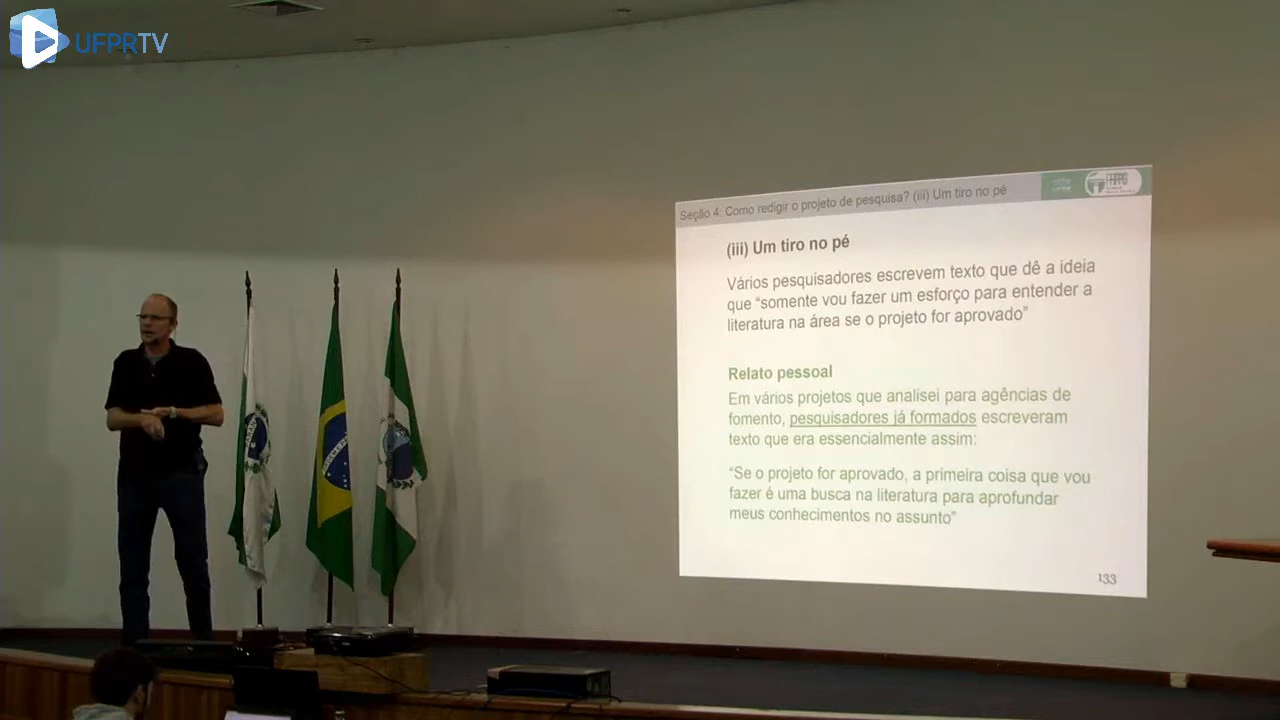 UFPRTV
Seção 4: Como redigir o projeto de pesquisa? (iii) Um tiro no pé
(iii) Um tiro no pé
Vários pesquisadores escrevem texto que dê a ideia
que “somente vou fazer um esforço para entender a
literatura na área se o projeto for aprovado”
Relato pessoal
Em vários projetos que analisei para agências de
fomento, pesquisadores já formados escreveram
texto que era essencialmente assim:
“Se o projeto for aprovado, a primeira coisa que vou
fazer é uma busca na literatura para aprofundar
meus conhecimentos no assunto”
133